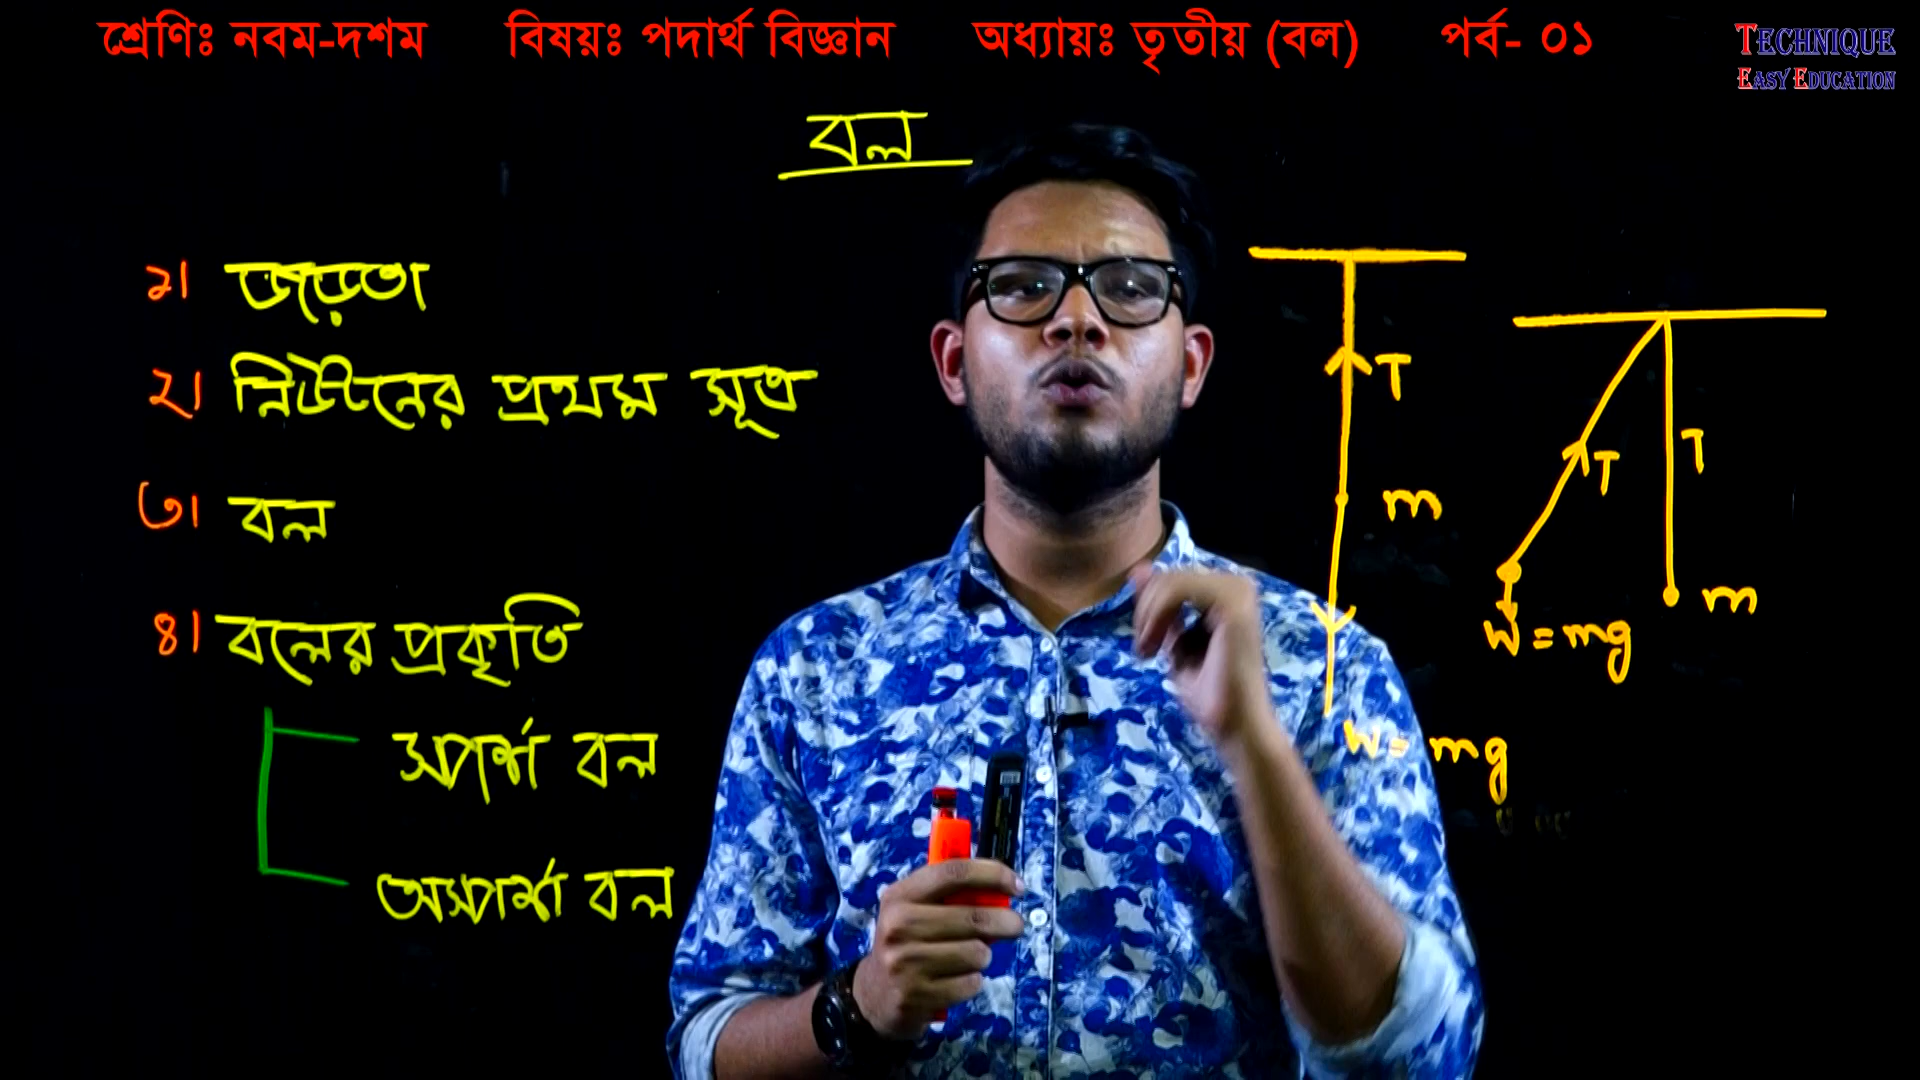 শ্রেণিঃ নবম-দশম বিষয়ঃ পদার্থ বিজ্ঞান অধ্যায়ঃ তৃতীয় (বল) পর্ব- ০১
TECHNIQUE
EASY EDUCATION
বল
১। জড়তা
২। নিউটনের প্রথম সূত্র
৩। বল
৪। বলের প্রকৃতি
স্পর্শ বল
অস্পর্শ বল
T
m
W = mg
T
T
m
W = mg